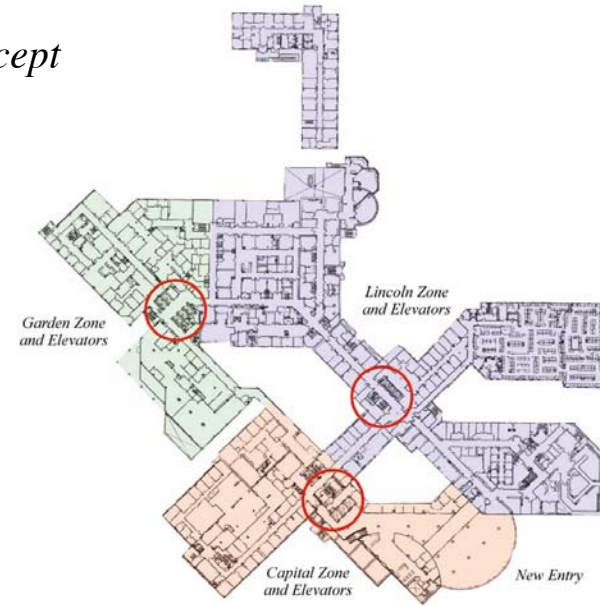 cept
Lincoln Zone
and Elevators
Garden Zone
and Elevators
Capital Zone
and Elevators
New Entry